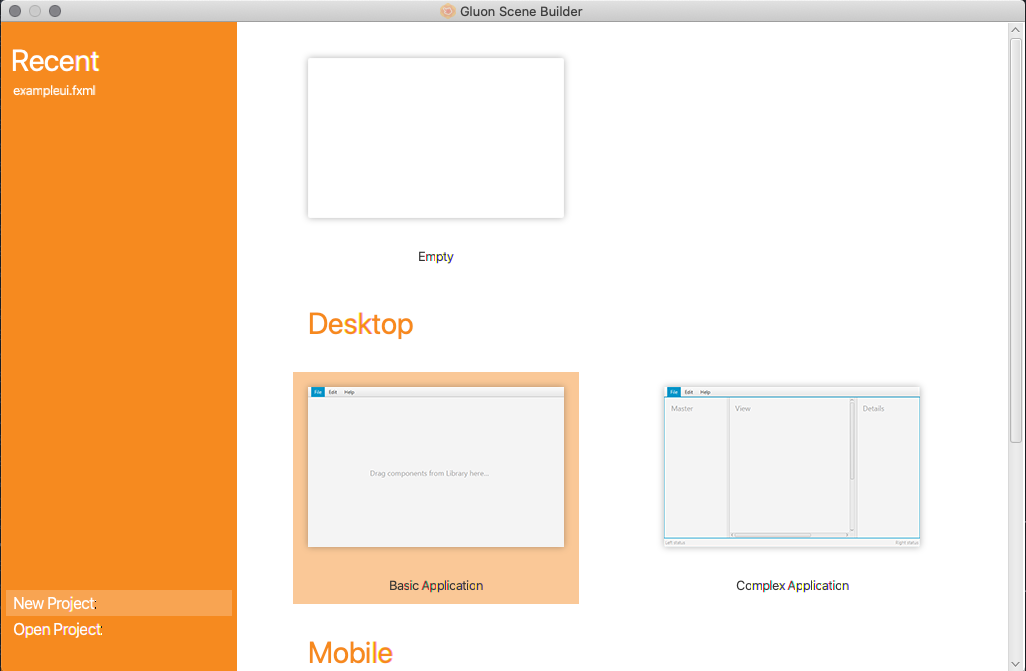 Gluon Scene Builder
Recent
exampleui.fxml
New Project
Open Project
Empty
Desktop
File Edit Help
Drag components from Library here...
Basic Application
File Edit Help
Master
View
Details
Left status
Right status
Complex Application
Mobile